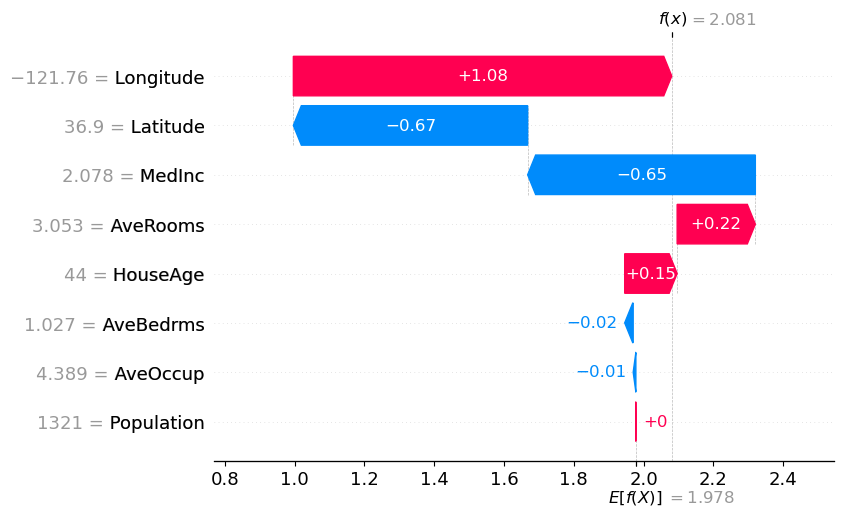 f(x) = 2.081
−121.76 = Longitude
+1.08
36.9 = Latitude
−0.67
2.078 = MedInc
−0.65
3.053 = AveRooms
+0.22
44 = HouseAge
+0.15
1.027 = AveBedrms
−0.02
4.389 = AveOccup
−0.01
1321 = Population
+0
0.8 1.0 1.2 1.4 1.6 1.8 2.0 2.2 2.4
E[f(X)] = 1.978